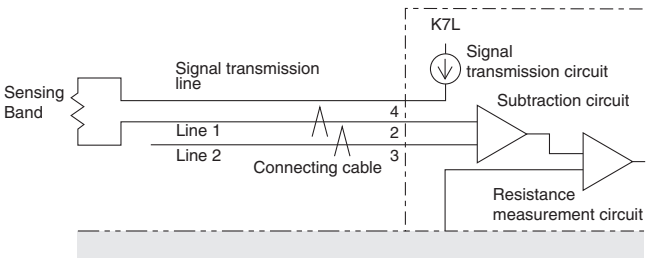 K7L
Signal
transmission circuit
Signal transmission
line
Sensing
Band
Subtraction circuit
4
Line 1
2
Line 2
3
Connecting cable
Resistance
measurement circuit